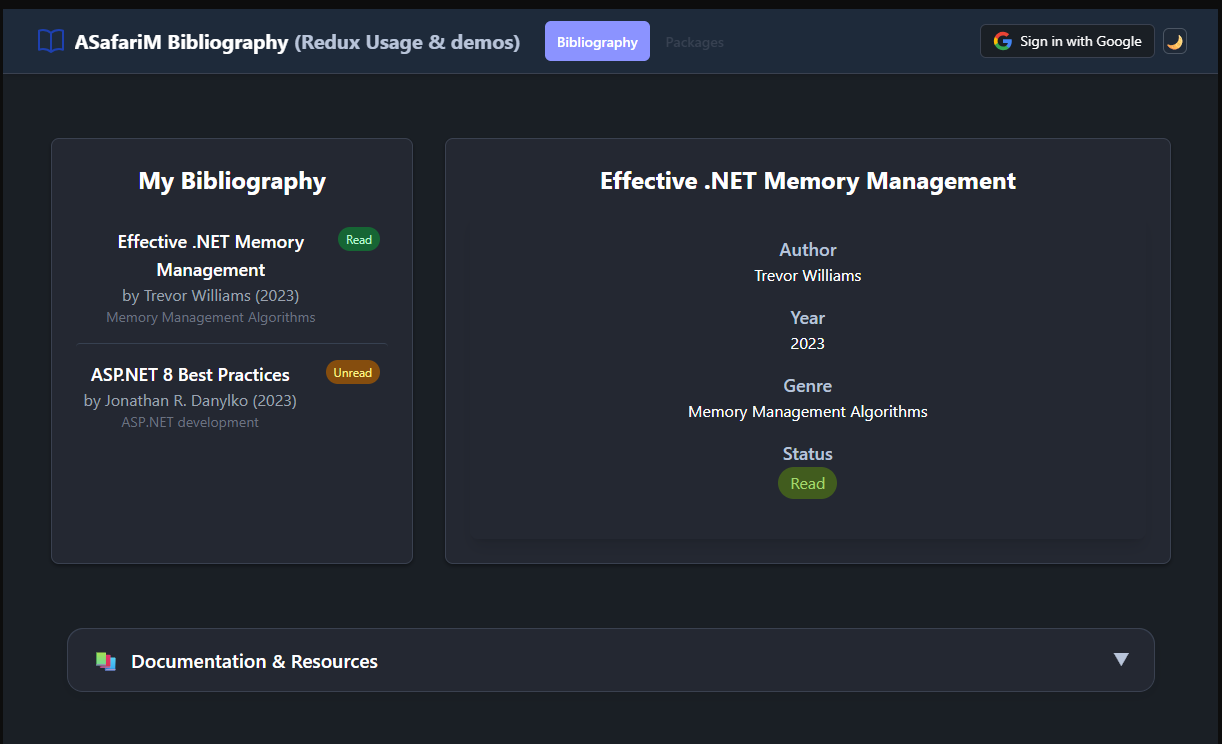 ASafariM Bibliography (Redux Usage & demos)
Bibliography
Packages
Sign in with Google
My Bibliography
Effective .NET Memory
Management
Read
by Trevor Williams (2023)
Memory Management Algorithms
ASP.NET 8 Best Practices
Unread
by Jonathan R. Danylko (2023)
ASP.NET development
Effective .NET Memory Management
Author
Trevor Williams
Year
2023
Genre
Memory Management Algorithms
Status
Read
Documentation & Resources